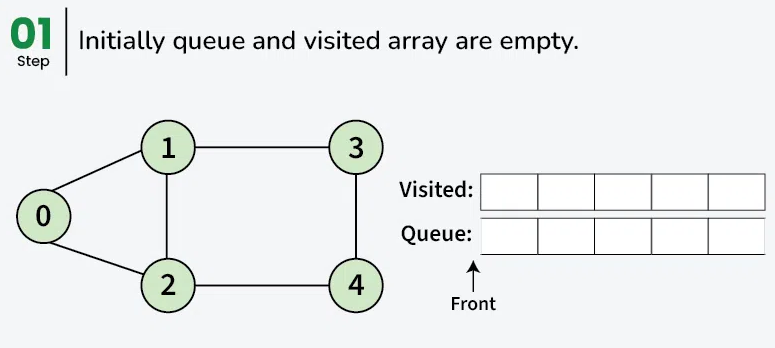 01
Step
Initially queue and visited array are empty.
1
3
0
2
4
Visited:
Queue:
Front